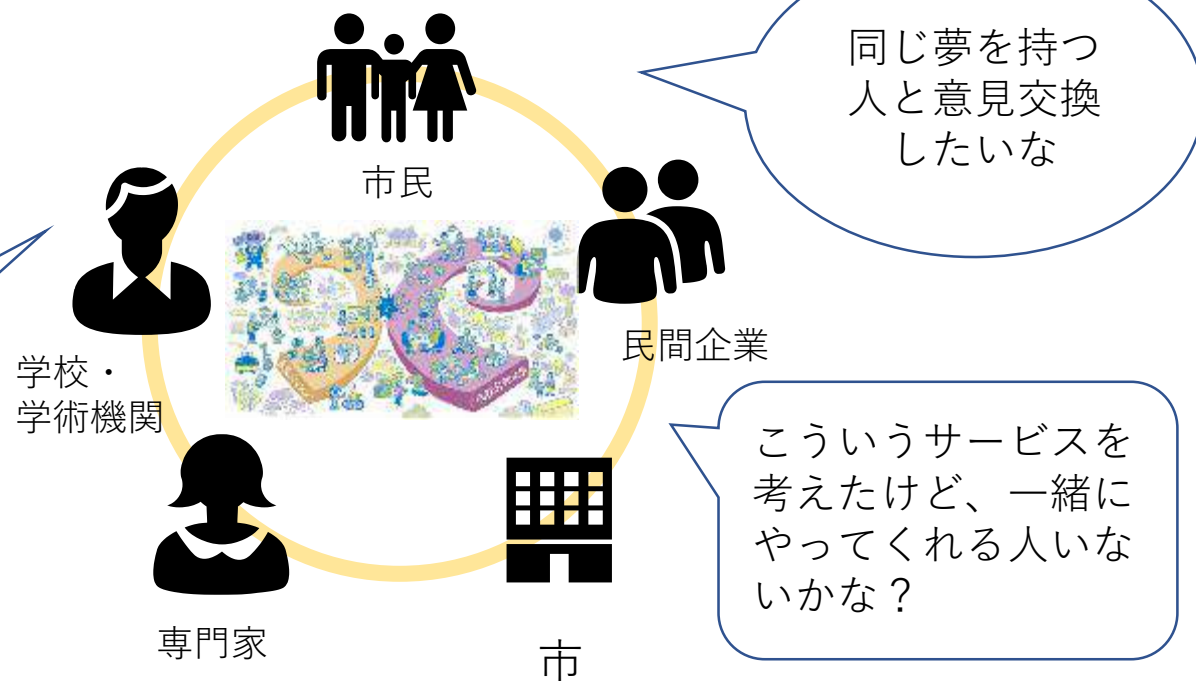 同じ夢を持つ
人と意見交換
したいな
市民
民間企業
学校・
学術機関
こういうサービスを
考えたけど、一緒に
やってくれる人いな
いかな？
専門家
市